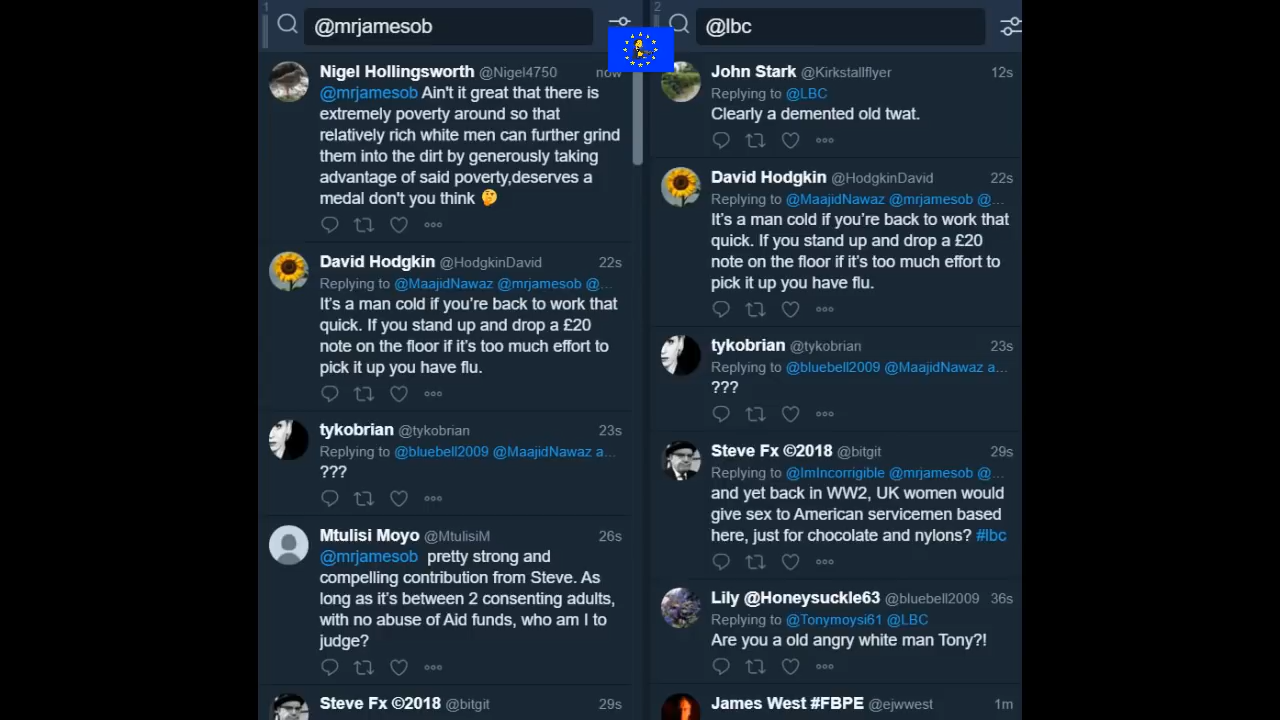 1
@mrjamesob
Nigel Hollingsworth @Nigel4750 now
@mrjamesob Ain't it great that there is
extremely poverty around so that
relatively rich white men can further grind
them into the dirt by generously taking
advantage of said poverty,deserves a
medal don't you think 🤔
David Hodgkin @HodgkinDavid 22s
Replying to @MaajidNawaz @mrjamesob @...
It's a man cold if you're back to work that
quick. If you stand up and drop a £20
note on the floor if it's too much effort to
pick it up you have flu.
tykobrian @tykobrian 23s
Replying to @bluebell2009 @MaajidNawaz a...
???
Mtulisi Moyo @MtulisiM 26s
@mrjamesob pretty strong and
compelling contribution from Steve. As
long as it's between 2 consenting adults,
with no abuse of Aid funds, who am I to
judge?
Steve Fx ©2018 @bitgit 29s
2
@lbc
John Stark @Kirkstallflyer 12s
Replying to @LBC
Clearly a demented old twat.
David Hodgkin @HodgkinDavid 22s
Replying to @MaajidNawaz @mrjamesob @...
It's a man cold if you're back to work that
quick. If you stand up and drop a £20
note on the floor if it's too much effort to
pick it up you have flu.
tykobrian @tykobrian 23s
Replying to @bluebell2009 @MaajidNawaz a...
???
Steve Fx ©2018 @bitgit 29s
Replying to @ImIncorrigible @mrjamesob @...
and yet back in WW2, UK women would
give sex to American servicemen based
here, just for chocolate and nylons? #lbc
Lily @Honeysuckle63 @bluebell2009 36s
Replying to @Tonymoysi61 @LBC
Are you a old angry white man Tony?!
James West #FBPE @ejwwest 1m